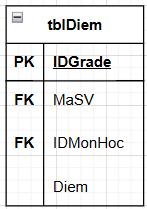 tblDiem
PK IDGrade
FK MaSV
FK IDMonHoc
Diem